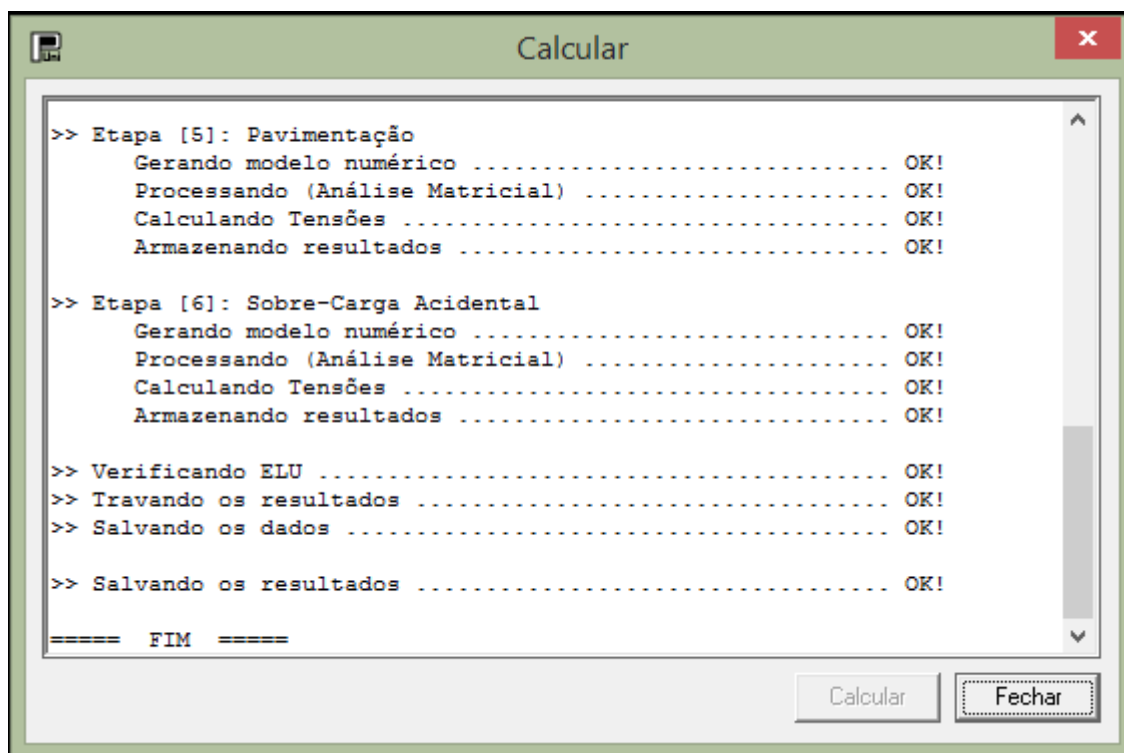 Uni
Calcular
x
>> Etapa [5]: Pavimentação
Gerando modelo numérico .............................. OK!
Processando (Análise Matricial) ...................... OK!
Calculando Tensões ................................... OK!
Armazenando resultados ............................... OK!
>> Etapa [6]: Sobre-Carga Acidental
Gerando modelo numérico .............................. OK!
Processando (Análise Matricial) ...................... OK!
Calculando Tensões ................................... OK!
Armazenando resultados ............................... OK!
>> Verificando ELU ......................................... OK!
>> Travando os resultados .................................. OK!
>> Salvando os dados ....................................... OK!
>> Salvando os resultados .................................. OK!
===== FIM =====
Calcular
Fechar